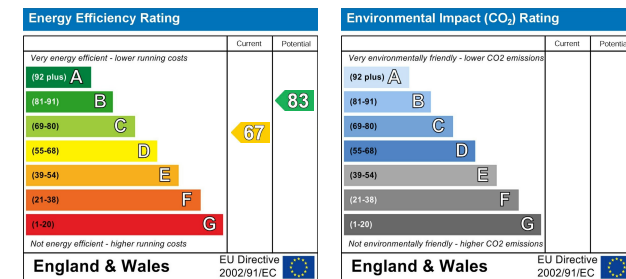 Energy Efficiency Rating
Current Potential
Very energy efficient - lower running costs
(92 plus) A
(81-91) B
83
(69-80) C
67
(55-68) D
(39-54) E
(21-38) F
(1-20) G
Not energy efficient - higher running costs
England & Wales
EU Directive
2002/91/EC
Environmental Impact (CO₂) Rating
Current Potential
Very environmentally friendly - lower CO2 emissions
(92 plus) A
(81-91) B
(69-80) C
(55-68) D
(39-54) E
(21-38) F
(1-20) G
Not environmentally friendly - higher CO2 emissions
England & Wales
EU Directive
2002/91/EC